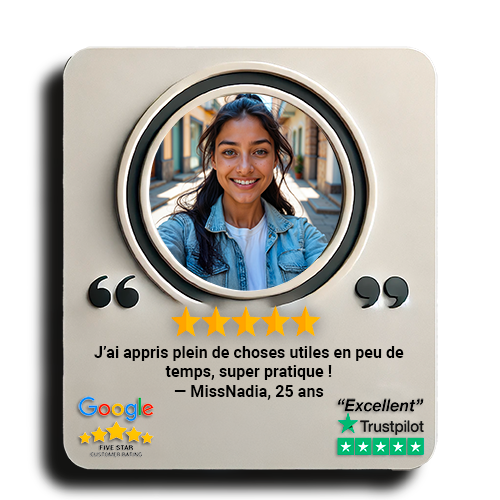 “ ”
J’ai appris plein de choses utiles en peu de
temps, super pratique !
— MissNadia, 25 ans
Google
FIVE STAR
CUSTOMER RATING
“Excellent”
Trustpilot